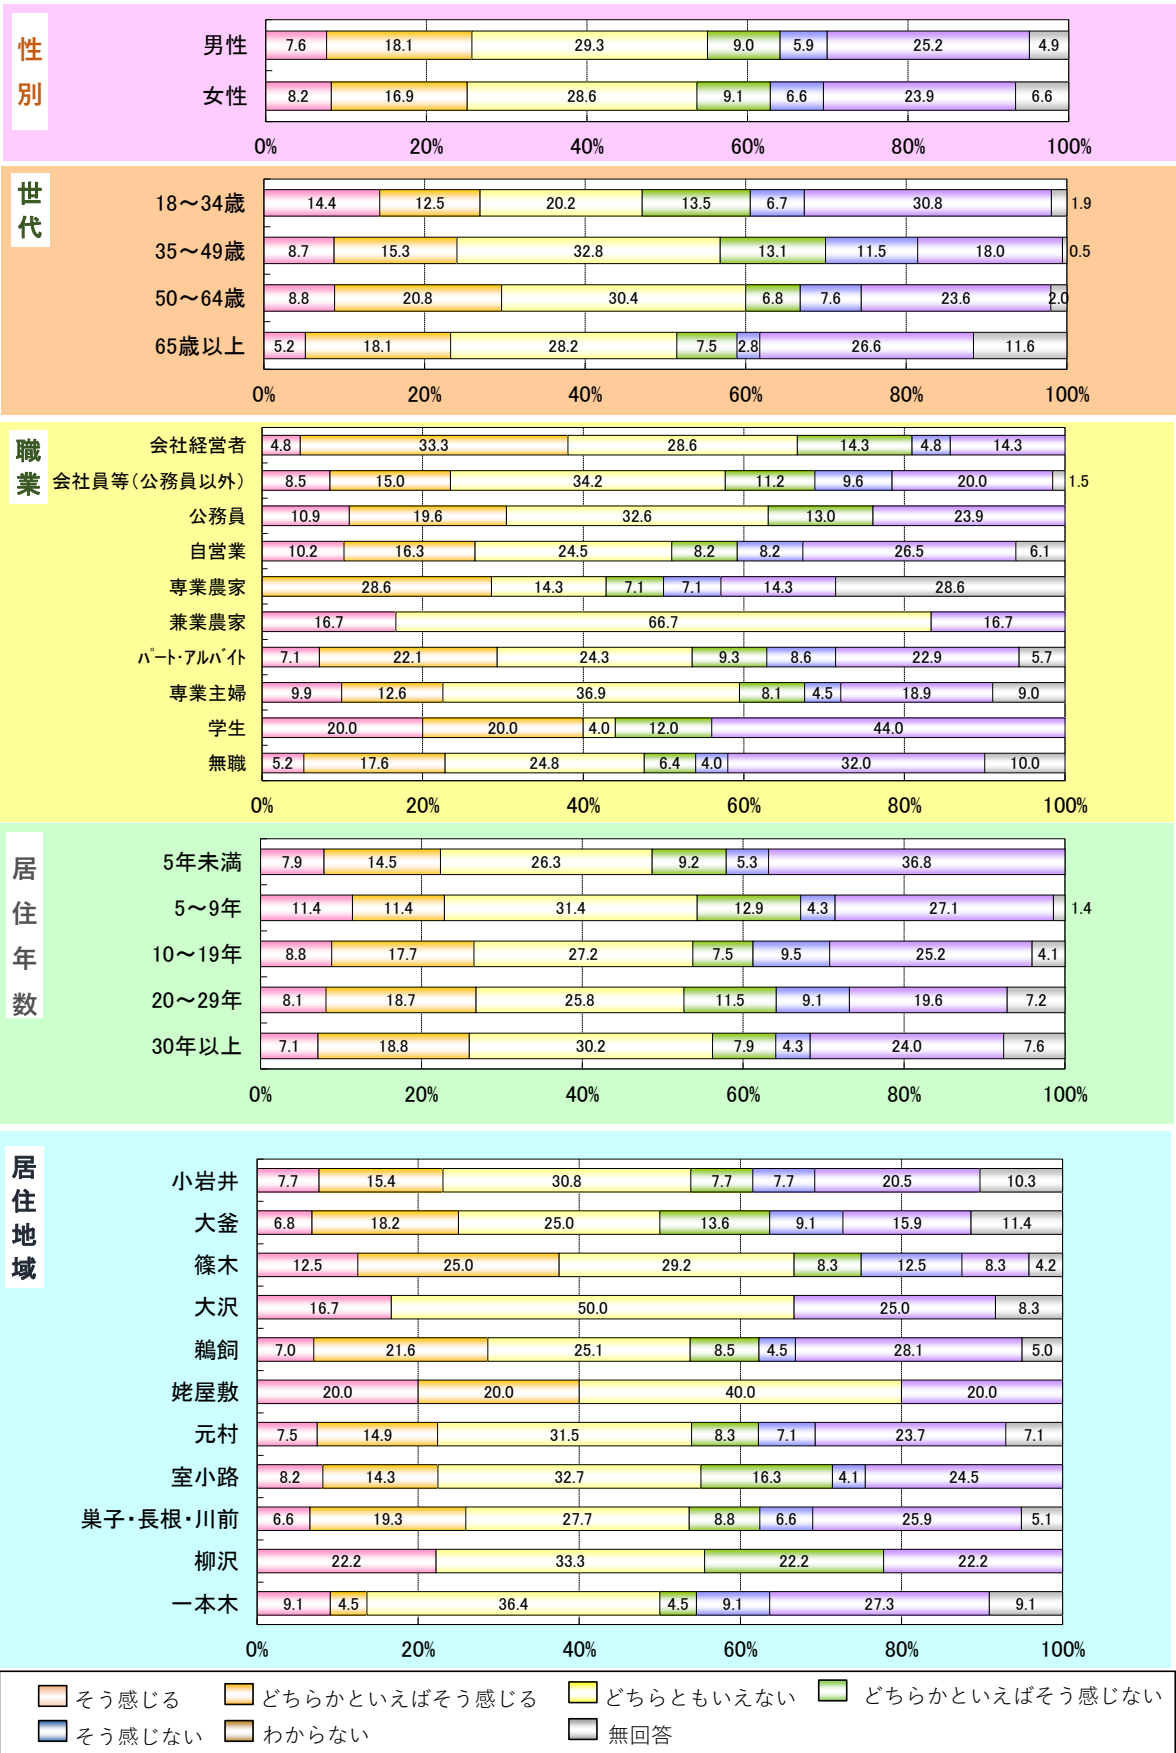 性別
男性 7.6 18.1 29.3 9.0 5.9 25.2 4.9
女性 8.2 16.9 28.6 9.1 6.6 23.9 6.6
0% 20% 40% 60% 80% 100%
世代
18～34歳 14.4 12.5 20.2 13.5 6.7 30.8 1.9
35～49歳 8.7 15.3 32.8 13.1 11.5 18.0 0.5
50～64歳 8.8 20.8 30.4 6.8 7.6 23.6 2.0
65歳以上 5.2 18.1 28.2 7.5 2.8 26.6 11.6
0% 20% 40% 60% 80% 100%
職業
会社経営者 4.8 33.3 28.6 14.3 4.8 14.3
会社員等(公務員以外) 8.5 15.0 34.2 11.2 9.6 20.0 1.5
公務員 10.9 19.6 32.6 13.0 23.9
自営業 10.2 16.3 24.5 8.2 8.2 26.5 6.1
専業農家 28.6 14.3 7.1 7.1 14.3 28.6
兼業農家 16.7 66.7 16.7
ﾊﾟｰﾄ･ｱﾙﾊﾞｲﾄ 7.1 22.1 24.3 9.3 8.6 22.9 5.7
専業主婦 9.9 12.6 36.9 8.1 4.5 18.9 9.0
学生 20.0 20.0 4.0 12.0 44.0
無職 5.2 17.6 24.8 6.4 4.0 32.0 10.0
0% 20% 40% 60% 80% 100%
居住年数
5年未満 7.9 14.5 26.3 9.2 5.3 36.8
5～9年 11.4 11.4 31.4 12.9 4.3 27.1 1.4
10～19年 8.8 17.7 27.2 7.5 9.5 25.2 4.1
20～29年 8.1 18.7 25.8 11.5 9.1 19.6 7.2
30年以上 7.1 18.8 30.2 7.9 4.3 24.0 7.6
0% 20% 40% 60% 80% 100%
居住地域
小岩井 7.7 15.4 30.8 7.7 7.7 20.5 10.3
大釜 6.8 18.2 25.0 13.6 9.1 15.9 11.4
篠木 12.5 25.0 29.2 8.3 12.5 8.3 4.2
大沢 16.7 50.0 25.0 8.3
鵜飼 7.0 21.6 25.1 8.5 4.5 28.1 5.0
姥屋敷 20.0 20.0 40.0 20.0
元村 7.5 14.9 31.5 8.3 7.1 23.7 7.1
室小路 8.2 14.3 32.7 16.3 4.1 24.5
巣子・長根・川前 6.6 19.3 27.7 8.8 6.6 25.9 5.1
柳沢 22.2 33.3 22.2 22.2
一本木 9.1 4.5 36.4 4.5 9.1 27.3 9.1
0% 20% 40% 60% 80% 100%
そう感じる どちらかといえばそう感じる どちらともいえない どちらかといえばそう感じない
そう感じない わからない 無回答